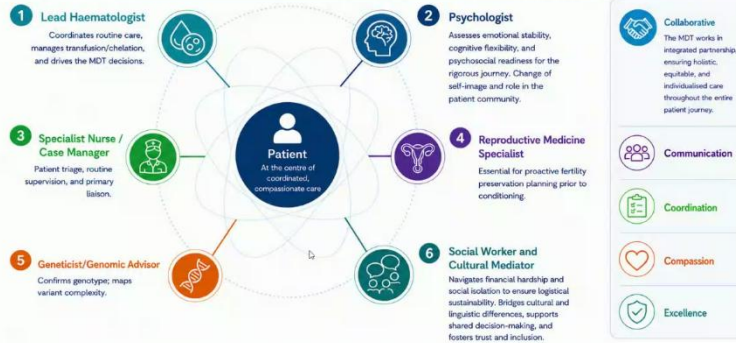 1 Lead Haematologist
Coordinates routine care,
manages transfusion/chelation,
and drives the MDT decisions.
2 Psychologist
Assesses emotional stability,
cognitive flexibility, and
psychosocial readiness for the
rigorous journey. Change of
self-image and role in the
patient community.
3 Specialist Nurse /
Case Manager
Patient triage, routine
supervision, and primary
liaison.
Patient
At the centre of
coordinated,
compassionate care
4 Reproductive Medicine
Specialist
Essential for proactive fertility
preservation planning prior to
conditioning.
5 Geneticist/Genomic Advisor
Confirms genotype; maps
variant complexity.
6 Social Worker and
Cultural Mediator
Navigates financial hardship and
social isolation to ensure logistical
sustainability. Bridges cultural and
linguistic differences, supports
shared decision-making, and
fosters trust and inclusion.
Collaborative
The MDT works in
integrated partnership,
ensuring holistic,
equitable, and
individualised care
throughout the entire
patient journey.
Communication
Coordination
Compassion
Excellence